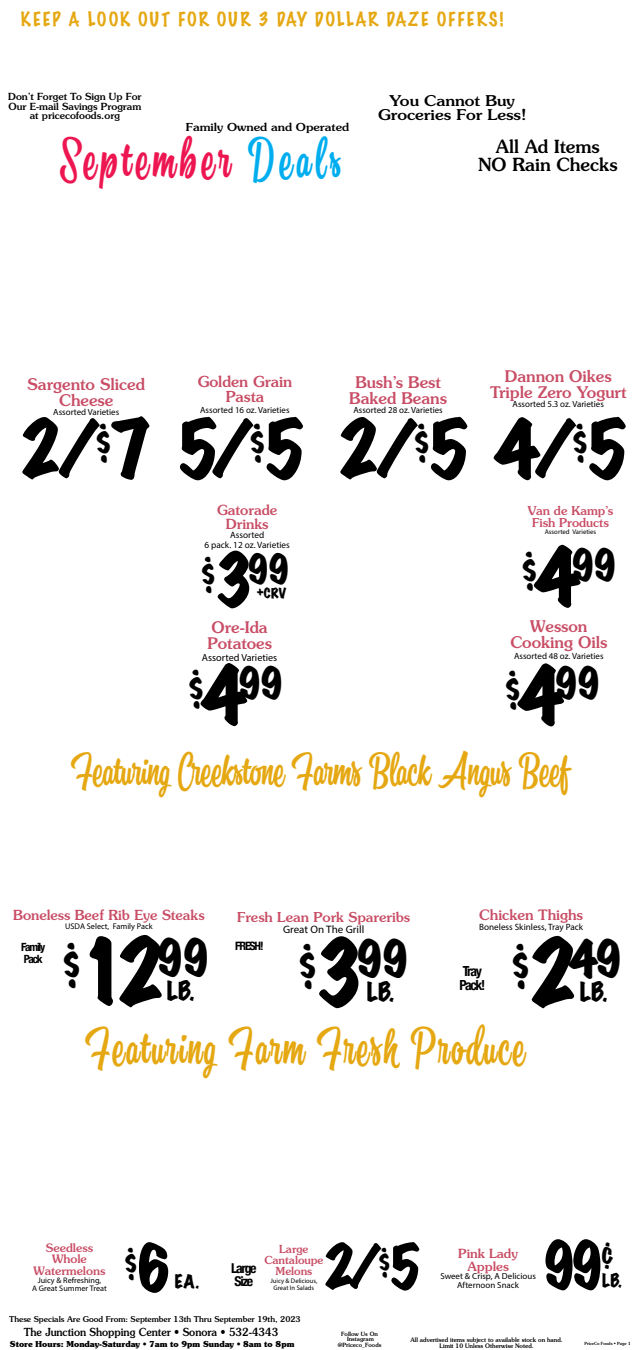 KEEP A LOOK OUT FOR OUR 3 DAY DOLLAR DAZE OFFERS!
Don't Forget To Sign Up For
Our E-mail Savings Program
at pricecofoods.org
You Cannot Buy
Groceries For Less!
Family Owned and Operated
September Deals
All Ad Items
NO Rain Checks
Sargento Sliced
Cheese
Assorted Varieties
2/$7
Golden Grain
Pasta
Assorted 16 oz. Varieties
5/$5
Bush's Best
Baked Beans
Assorted 28 oz. Varieties
2/$5
Dannon Oikes
Triple Zero Yogurt
Assorted 5.3 oz. Varieties
4/$5
Gatorade
Drinks
Assorted
6 pack. 12 oz. Varieties
$3.99
+CRV
Van de Kamp's
Fish Products
Assorted Varieties
$4.99
Ore-Ida
Potatoes
Assorted Varieties
$4.99
Wesson
Cooking Oils
Assorted 48 oz. Varieties
$4.99
Featuring Creekstone Farms Black Angus Beef
Boneless Beef Rib Eye Steaks
USDA Select, Family Pack
Family
Pack
$12.99
LB.
Fresh Lean Pork Spareribs
Great On The Grill
FRESH!
$3.99
LB.
Chicken Thighs
Boneless Skinless, Tray Pack
Tray
Pack!
$2.49
LB.
Featuring Farm Fresh Produce
Seedless
Whole
Watermelons
Juicy & Refreshing,
A Great Summer Treat
$6 EA.
Large
Size
Large
Cantaloupe
Melons
Juicy & Delicious,
Great In Salads
2/$5
Pink Lady
Apples
Sweet & Crisp, A Delicious
Afternoon Snack
99¢
LB.
These Specials Are Good From: September 13th Thru September 19th, 2023
The Junction Shopping Center • Sonora • 532-4343
Store Hours: Monday-Saturday • 7am to 9pm Sunday • 8am to 8pm
Follow Us On
Instagram
@Priceco_Foods
All advertised items subject to available stock on hand.
Limit 10 Unless Otherwise Noted.
PriceCo Foods • Page 1